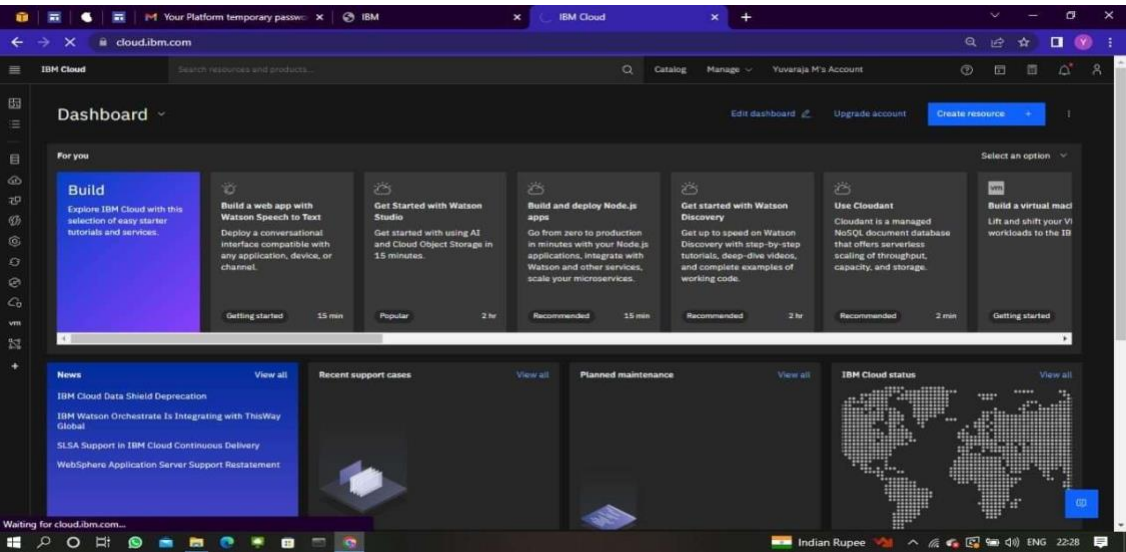 Your Platform temporary passwo
IBM
IBM Cloud
cloud.ibm.com
Y
IBM Cloud
Search resources and products...
Catalog
Manage
Yuvaraja M's Account
Dashboard
Edit dashboard
Upgrade account
Create resource +
For you
Select an option
Build
Explore IBM Cloud with this
selection of easy starter
tutorials and services.
Build a web app with
Watson Speech to Text
Deploy a conversational
interface compatible with
any application, device, or
channel.
Getting started
15 min
Get Started with Watson
Studio
Get started with using AI
and Cloud Object Storage in
15 minutes.
Popular
2 hr
Build and deploy Node.js
apps
Go from zero to production
in minutes with your Node.js
applications, integrate with
Watson and other services,
scale your microservices.
Recommended
15 min
Get started with Watson
Discovery
Get up to speed on Watson
Discovery with step-by-step
tutorials, deep-dive videos,
and complete examples of
working code.
Recommended
2 hr
Use Cloudant
Cloudant is a managed
NoSQL document database
that offers serverless
scaling of throughput,
capacity, and storage.
Recommended
2 min
vm
Build a virtual macl
Lift and shift your VI
workloads to the IB
Getting started
vm
News
View all
IBM Cloud Data Shield Deprecation
IBM Watson Orchestrate Is Integrating with ThisWay
Global
SLSA Support in IBM Cloud Continuous Delivery
WebSphere Application Server Support Restatement
Recent support cases
View all
Planned maintenance
View all
IBM Cloud status
View all
Waiting for cloud.ibm.com...
Indian Rupee
ENG
22:28